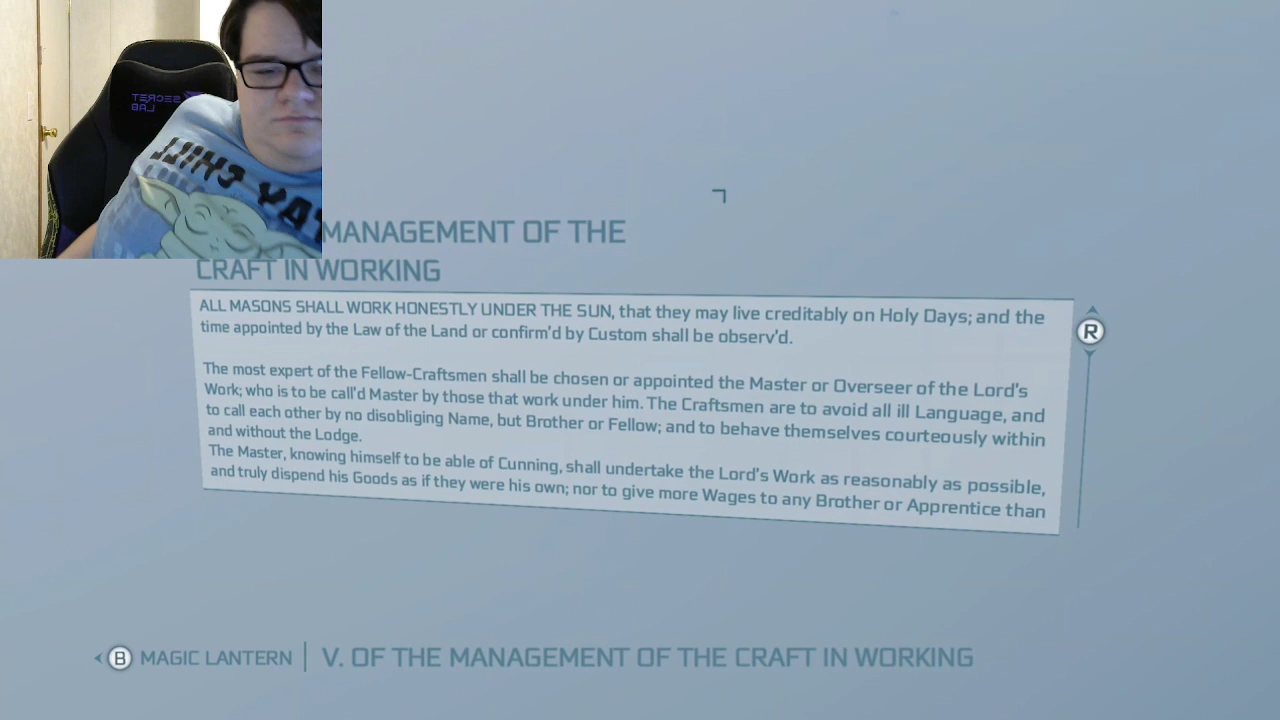 SECRET
LAB
STAY CHILL
MANAGEMENT OF THE
CRAFT IN WORKING
ALL MASONS SHALL WORK HONESTLY UNDER THE SUN, that they may live creditably on Holy Days; and the
time appointed by the Law of the Land or confirm'd by Custom shall be observ'd.
The most expert of the Fellow-Craftsmen shall be chosen or appointed the Master or Overseer of the Lord's
Work; who is to be call'd Master by those that work under him. The Craftsmen are to avoid all ill Language, and
to call each other by no disobliging Name, but Brother or Fellow; and to behave themselves courteously within
and without the Lodge.
The Master, knowing himself to be able of Cunning, shall undertake the Lord's Work as reasonably as possible,
and truly dispend his Goods as if they were his own; nor to give more Wages to any Brother or Apprentice than
R
B MAGIC LANTERN | V. OF THE MANAGEMENT OF THE CRAFT IN WORKING